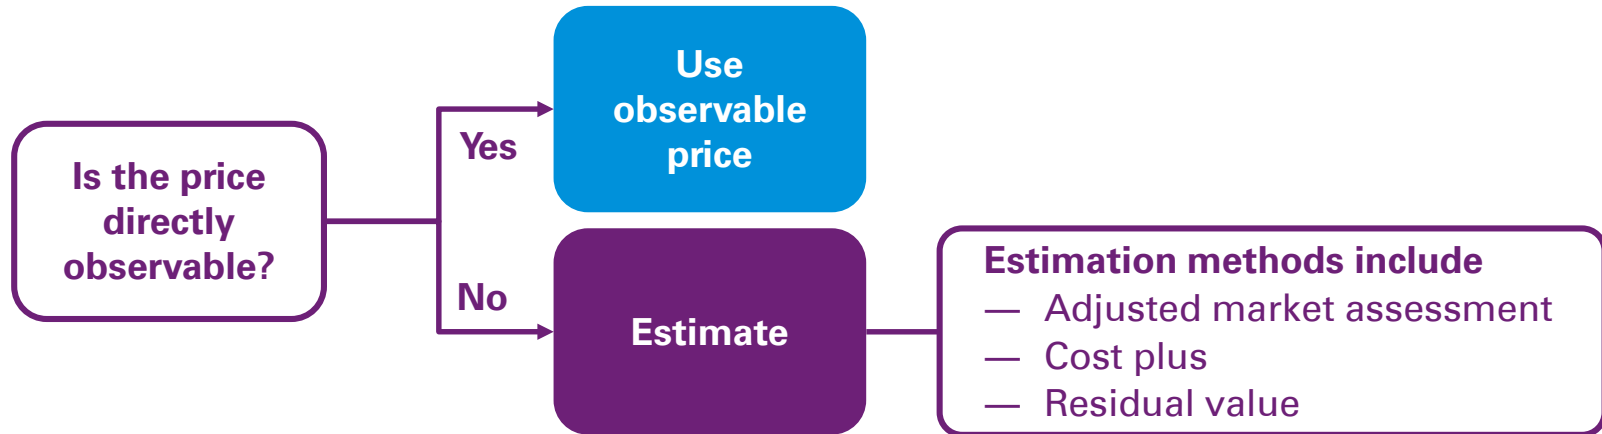 Is the price
directly
observable?
Yes
Use
observable
price
No
Estimate
Estimation methods include
— Adjusted market assessment
— Cost plus
— Residual value